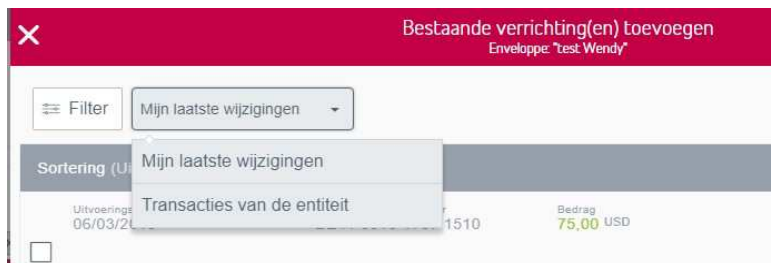 Bestaande verrichting(en) toevoegen
Enveloppe: "test Wendy"
Filter
Mijn laatste wijzigingen
Mijn laatste wijzigingen
Sortering
Transacties van de entiteit
Bedrag
1510
75,00 USD